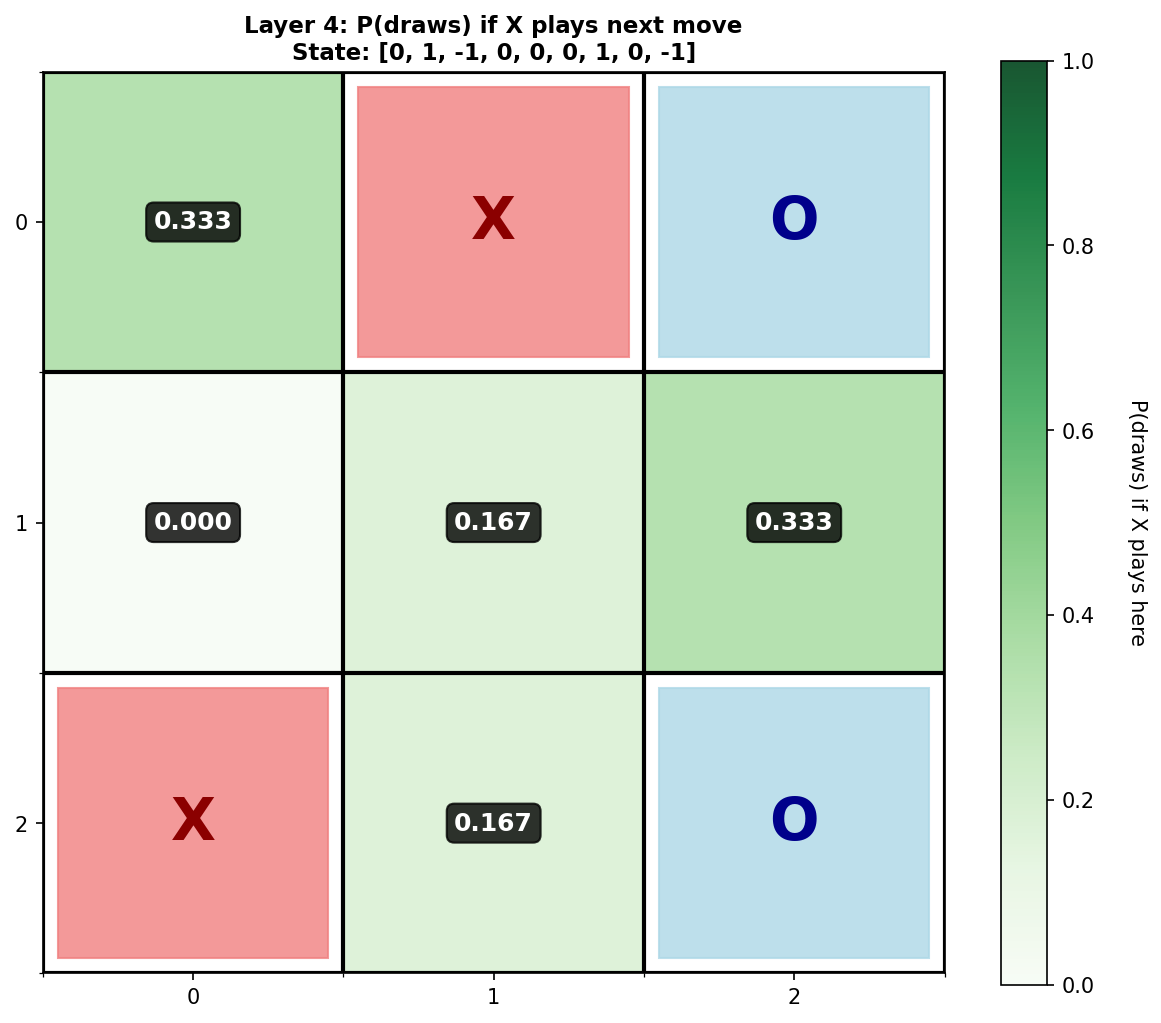 Layer 4: P(draws) if X plays next move
State: [0, 1, -1, 0, 0, 0, 1, 0, -1]
0.333
X
O
0.000
0.167
0.333
X
0.167
O
0
1
2
0
1
2
1.0
0.8
0.6
0.4
0.2
0.0
P(draws) if X plays here